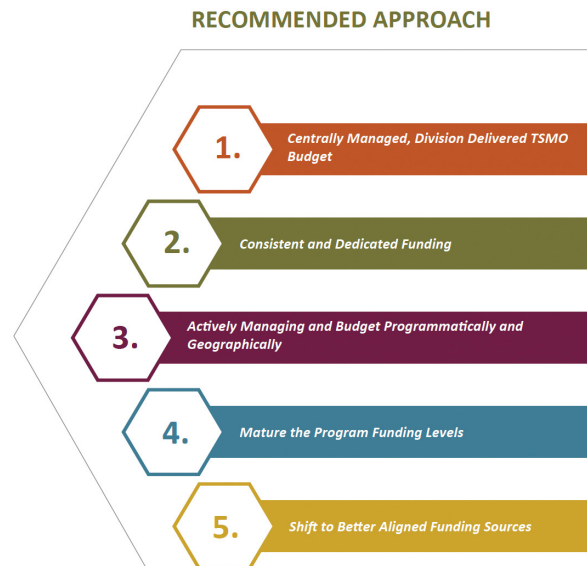 RECOMMENDED APPROACH
1.
Centrally Managed, Division Delivered TSMO
Budget
2.
Consistent and Dedicated Funding
3.
Actively Managing and Budget Programmatically and
Geographically
4.
Mature the Program Funding Levels
5.
Shift to Better Aligned Funding Sources